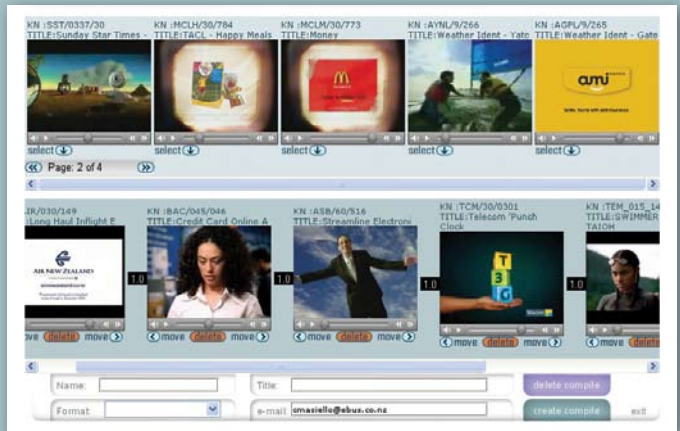 KN :SST/0337/30
TITLE:Sunday Star Times -
KN :MCLH/30/784
TITLE:TACL - Happy Meals
KN :MCLM/30/773
TITLE:Money
KN :AYNL/9/266
TITLE:Weather Ident - Yatc
KN :AGPL/9/265
TITLE:Weather Ident - Gate
ami
select
select
select
select
select
Page: 2 of 4
AIR/030/149
:Long Haul Inflight E
KN :BAC/045/046
TITLE:Credit Card Online A
KN :ASB/60/516
TITLE:Streamline Electroni
KN :TCM/30/0301
TITLE:Telecom 'Punch
Clock
KN :TEM_015_14
TITLE:SWIMMER
TAIOH
AIR NEW ZEALAND
1.0
1.0
1.0
1.0
T
3
G
ove delete move
move delete move
move delete move
move delete move
move delete
Name:
Title:
delete compile
Format
e-mail cmasiello@ebus.co.nz
create compile
exit